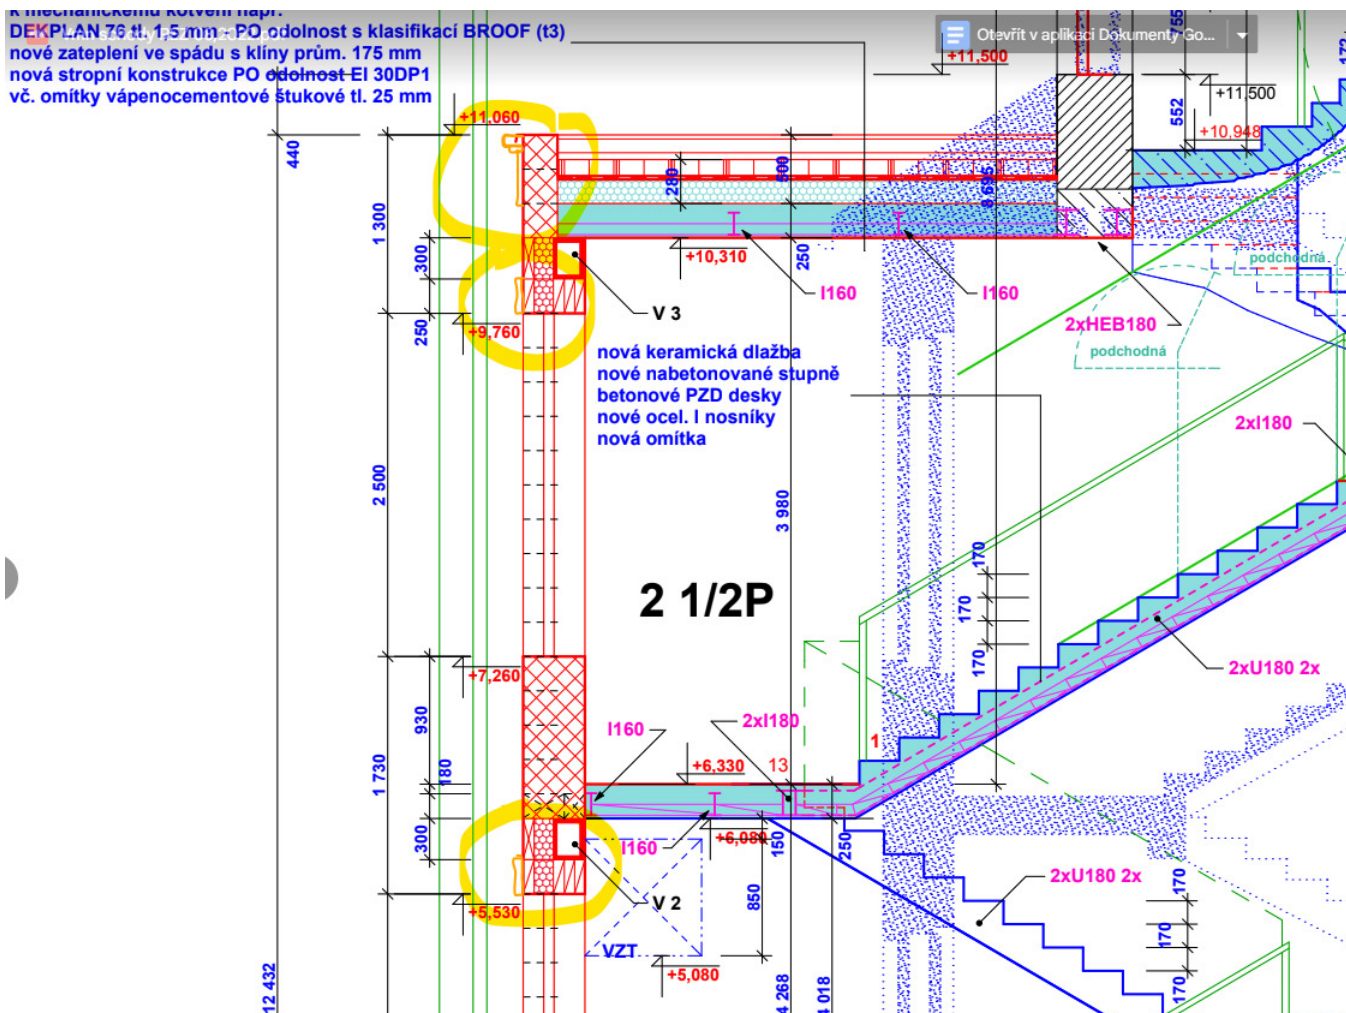 k mechanickému kotvení např.
DEKPLAN 76 tl. 1,5 mm - PO odolnost s klasifikací BROOF (t3)
nové zateplení ve spádu s klíny prům. 175 mm
nová stropní konstrukce PO odolnost EI 30DP1
vč. omítky vápenocementové štukové tl. 25 mm
Otevřít v aplikaci Dokumenty Go...
+11,500
+11,500
552
+10,948
+11,060
440
1 300
280
500
8 695
300
+10,310
250
I160
I160
podchodná
V 3
2xHEB180
250
+9,760
podchodná
nová keramická dlažba
nové nabetonované stupně
betonové PZD desky
nové ocel. I nosníky
nová omítka
2xI180
2 500
3 980
170
2 1/2P
170
170
2xU180 2x
+7,260
930
I160
2xI180
1
1 730
180
+6,330
13
300
I160
+6,080
150
250
2xU180 2x
170
850
V 2
+5,530
170
VZT
+5,080
12 432
4 268
4 018
170